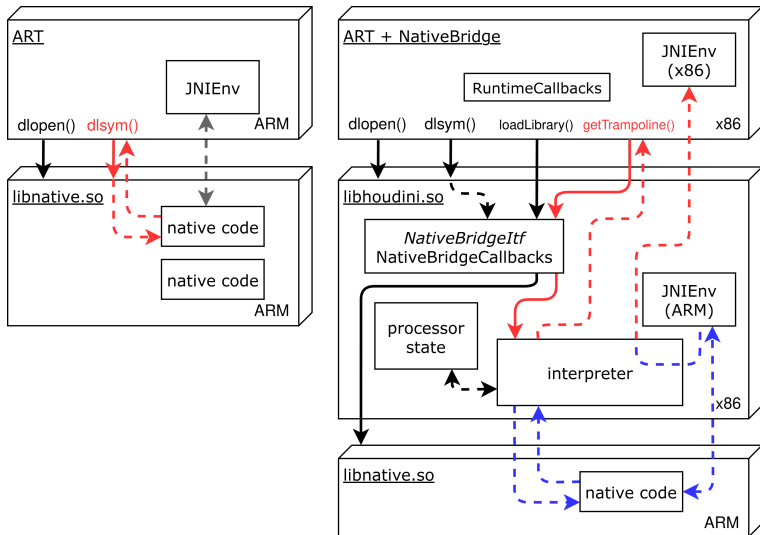 ART
JNIEnv
dlopen()
dlsym()
ARM
libnative.so
native code
native code
ARM
ART + NativeBridge
JNIEnv
(x86)
RuntimeCallbacks
dlopen()
dlsym()
loadLibrary()
getTrampoline()
x86
libhoudini.so
NativeBridgeItf
NativeBridgeCallbacks
JNIEnv
(ARM)
processor
state
interpreter
x86
libnative.so
native code
ARM